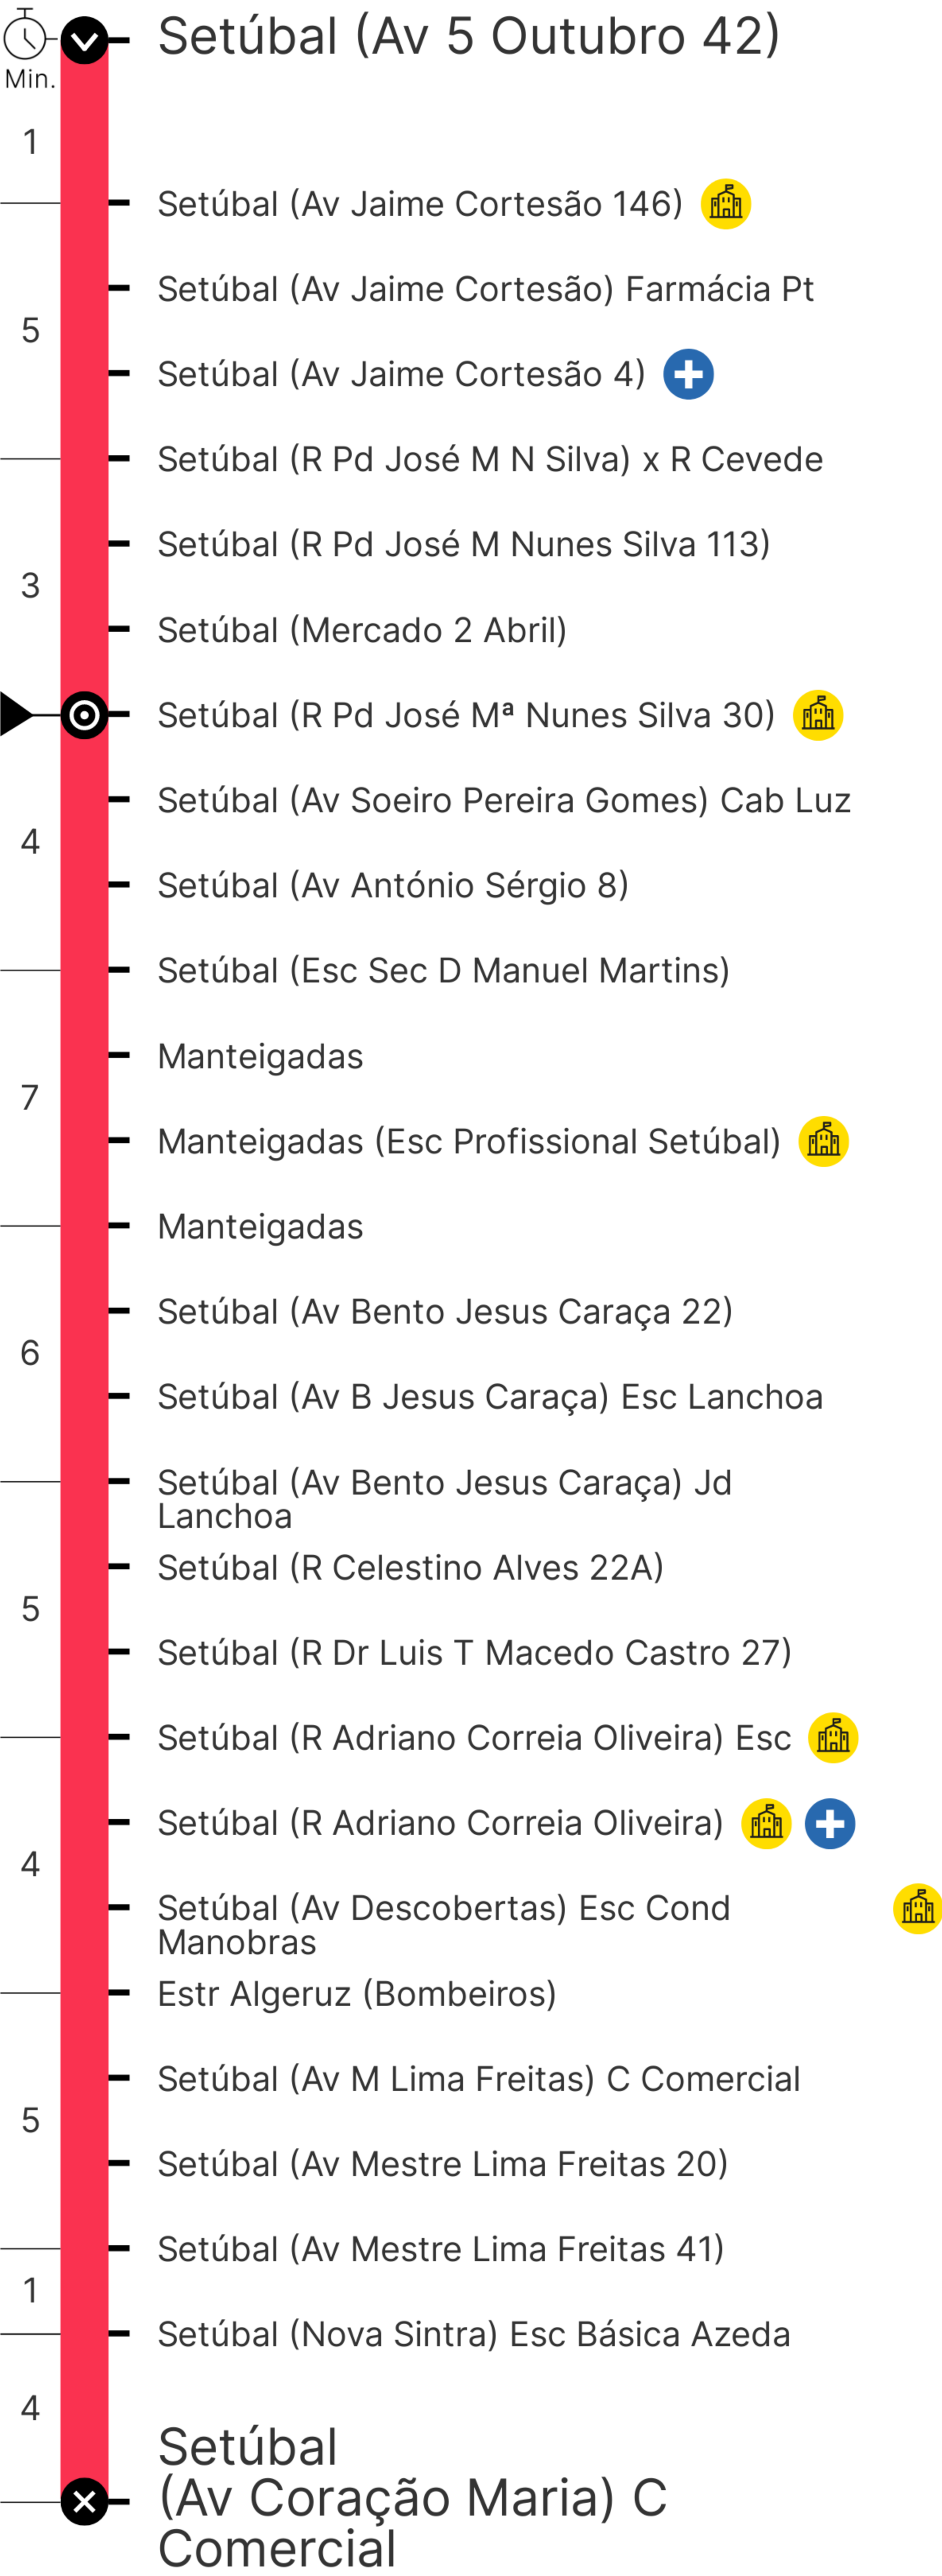 Setúbal (Av 5 Outubro 42)
Min.
1
Setúbal (Av Jaime Cortesão 146)
Setúbal (Av Jaime Cortesão) Farmácia Pt
5
Setúbal (Av Jaime Cortesão 4)
Setúbal (R Pd José M N Silva) x R Cevede
Setúbal (R Pd José M Nunes Silva 113)
3
Setúbal (Mercado 2 Abril)
Setúbal (R Pd José Mª Nunes Silva 30)
Setúbal (Av Soeiro Pereira Gomes) Cab Luz
4
Setúbal (Av António Sérgio 8)
Setúbal (Esc Sec D Manuel Martins)
Manteigadas
7
Manteigadas (Esc Profissional Setúbal)
Manteigadas
Setúbal (Av Bento Jesus Caraça 22)
6
Setúbal (Av B Jesus Caraça) Esc Lanchoa
Setúbal (Av Bento Jesus Caraça) Jd
Lanchoa
Setúbal (R Celestino Alves 22A)
5
Setúbal (R Dr Luis T Macedo Castro 27)
Setúbal (R Adriano Correia Oliveira) Esc
Setúbal (R Adriano Correia Oliveira)
4
Setúbal (Av Descobertas) Esc Cond
Manobras
Estr Algeruz (Bombeiros)
Setúbal (Av M Lima Freitas) C Comercial
5
Setúbal (Av Mestre Lima Freitas 20)
Setúbal (Av Mestre Lima Freitas 41)
1
Setúbal (Nova Sintra) Esc Básica Azeda
4
Setúbal
(Av Coração Maria) C
Comercial